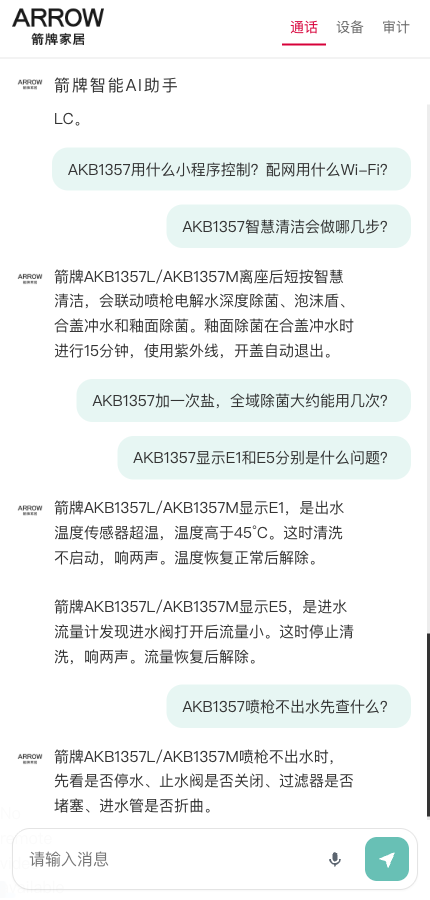 ARROW
箭牌家居
通话 设备 审计
ARROW
箭牌家居
箭牌智能AI助手
LC。
AKB1357用什么小程序控制？配网用什么Wi-Fi？
AKB1357智慧清洁会做哪几步？
ARROW
箭牌家居
箭牌AKB1357L/AKB1357M离座后短按智慧
清洁，会联动喷枪电解水深度除菌、泡沫盾、
合盖冲水和釉面除菌。釉面除菌在合盖冲水时
进行15分钟，使用紫外线，开盖自动退出。
AKB1357加一次盐，全域除菌大约能用几次？
AKB1357显示E1和E5分别是什么问题？
ARROW
箭牌家居
箭牌AKB1357L/AKB1357M显示E1，是出水
温度传感器超温，温度高于45°C。这时清洗
不启动，响两声。温度恢复正常后解除。
箭牌AKB1357L/AKB1357M显示E5，是进水
流量计发现进水阀打开后流量小。这时停止清
洗，响两声。流量恢复后解除。
AKB1357喷枪不出水先查什么？
ARROW
箭牌家居
箭牌AKB1357L/AKB1357M喷枪不出水时，
先看是否停水、止水阀是否关闭、过滤器是否
堵塞、进水管是否折曲。
请输入消息